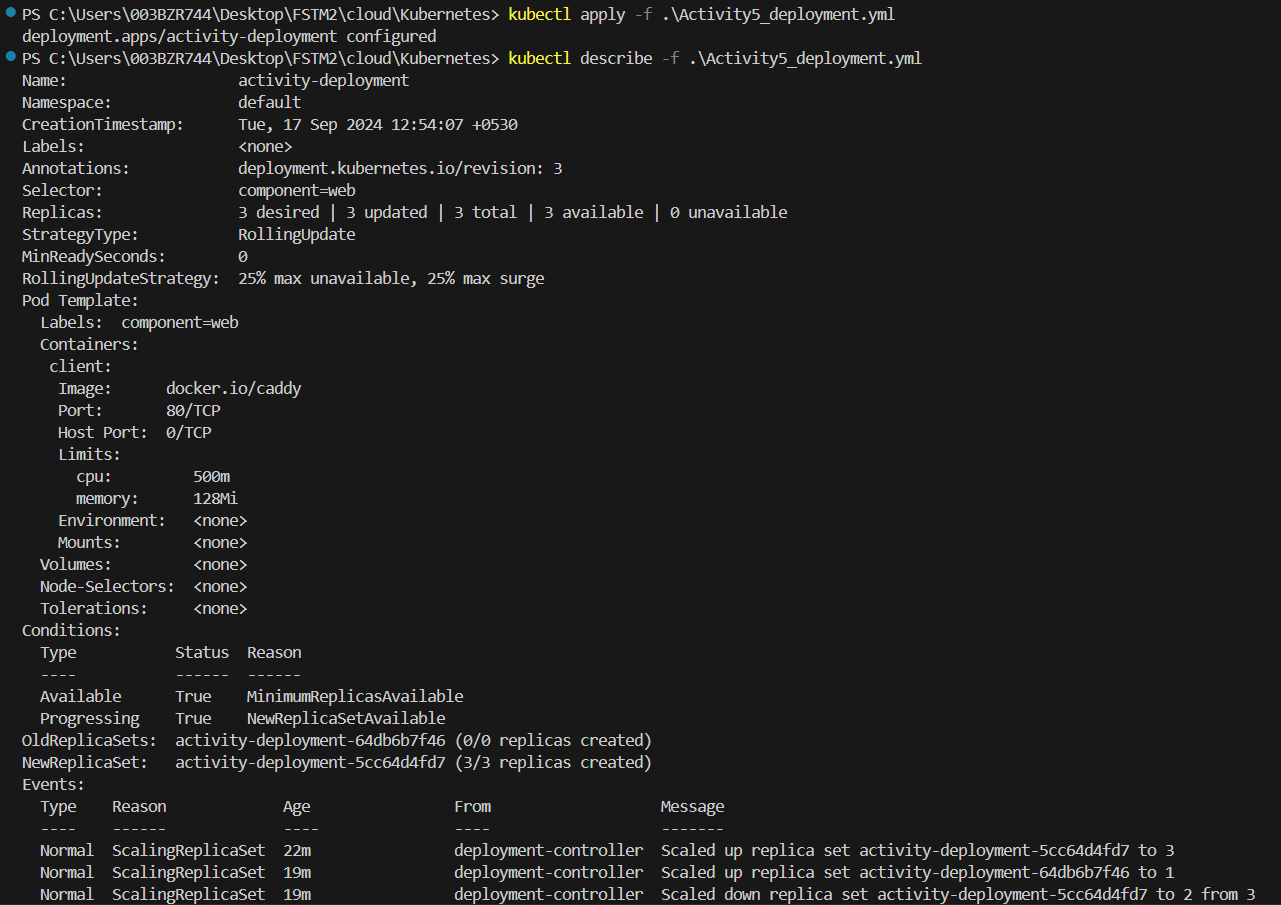 PS C:\Users\003BZR744\Desktop\FSTM2\cloud\Kubernetes> kubectl apply -f .\Activity5_deployment.yml
deployment.apps/activity-deployment configured
PS C:\Users\003BZR744\Desktop\FSTM2\cloud\Kubernetes> kubectl describe -f .\Activity5_deployment.yml
Name:                   activity-deployment
Namespace:              default
CreationTimestamp:      Tue, 17 Sep 2024 12:54:07 +0530
Labels:                 <none>
Annotations:            deployment.kubernetes.io/revision: 3
Selector:               component=web
Replicas:               3 desired | 3 updated | 3 total | 3 available | 0 unavailable
StrategyType:           RollingUpdate
MinReadySeconds:        0
RollingUpdateStrategy:  25% max unavailable, 25% max surge
Pod Template:
  Labels:  component=web
  Containers:
   client:
    Image:      docker.io/caddy
    Port:       80/TCP
    Host Port:  0/TCP
    Limits:
      cpu:         500m
      memory:      128Mi
    Environment:   <none>
    Mounts:        <none>
  Volumes:         <none>
  Node-Selectors:  <none>
  Tolerations:     <none>
Conditions:
  Type           Status  Reason
  ----           ------  ------
  Available      True    MinimumReplicasAvailable
  Progressing    True    NewReplicaSetAvailable
OldReplicaSets:  activity-deployment-64db6b7f46 (0/0 replicas created)
NewReplicaSet:   activity-deployment-5cc64d4fd7 (3/3 replicas created)
Events:
  Type    Reason             Age                From                   Message
  ----    ------             ----               ----                   -------
  Normal  ScalingReplicaSet  22m                deployment-controller  Scaled up replica set activity-deployment-5cc64d4fd7 to 3
  Normal  ScalingReplicaSet  19m                deployment-controller  Scaled up replica set activity-deployment-64db6b7f46 to 1
  Normal  ScalingReplicaSet  19m                deployment-controller  Scaled down replica set activity-deployment-5cc64d4fd7 to 2 from 3